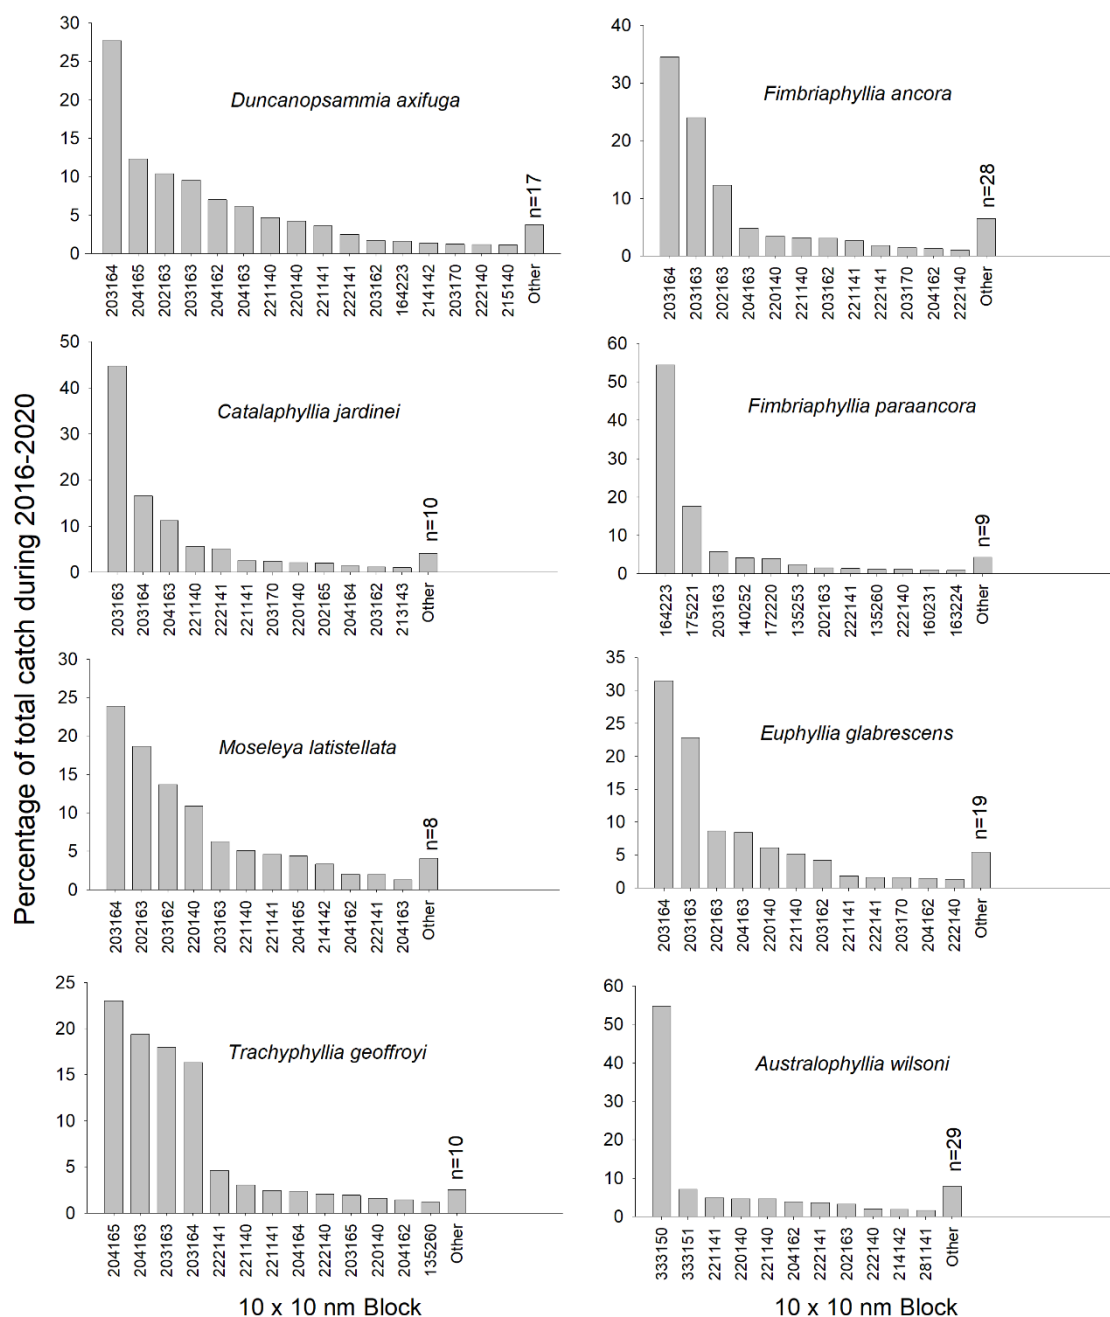 Percentage of total catch during 2016-2020
30
25
20
15
10
5
0
Duncanopsammia axifuga
n=17
203164 204165 202163 203163 204162 204163 221140 220140 221141 222141 203162 164223 214142 203170 222140 215140 Other
40
30
20
10
0
Fimbriaphyllia ancora
n=28
203164 203163 202163 204163 220140 221140 203162 221141 222141 203170 204162 222140 Other
50
40
30
20
10
0
Catalaphyllia jardinei
n=10
203163 203164 204163 221140 222141 221141 203170 220140 202165 204164 203162 213143 Other
60
50
40
30
20
10
0
Fimbriaphyllia paraancora
n=9
164223 175221 203163 140252 172220 135253 202163 222141 135260 222140 160231 163224 Other
30
25
20
15
10
5
0
Moseleya latistellata
n=8
203164 202163 203162 220140 203163 221140 221141 204165 214142 204162 222141 204163 Other
35
30
25
20
15
10
5
0
Euphyllia glabrescens
n=19
203164 203163 202163 204163 220140 221140 203162 221141 222141 203170 204162 222140 Other
25
20
15
10
5
0
Trachyphyllia geoffroyi
n=10
204165 204163 203163 203164 222141 221140 221141 204164 222140 203165 220140 204162 135260 Other
10 x 10 nm Block
60
50
40
30
20
10
0
Australophyllia wilsoni
n=29
333150 333151 221141 220140 221140 204162 222141 202163 222140 214142 281141 Other
10 x 10 nm Block